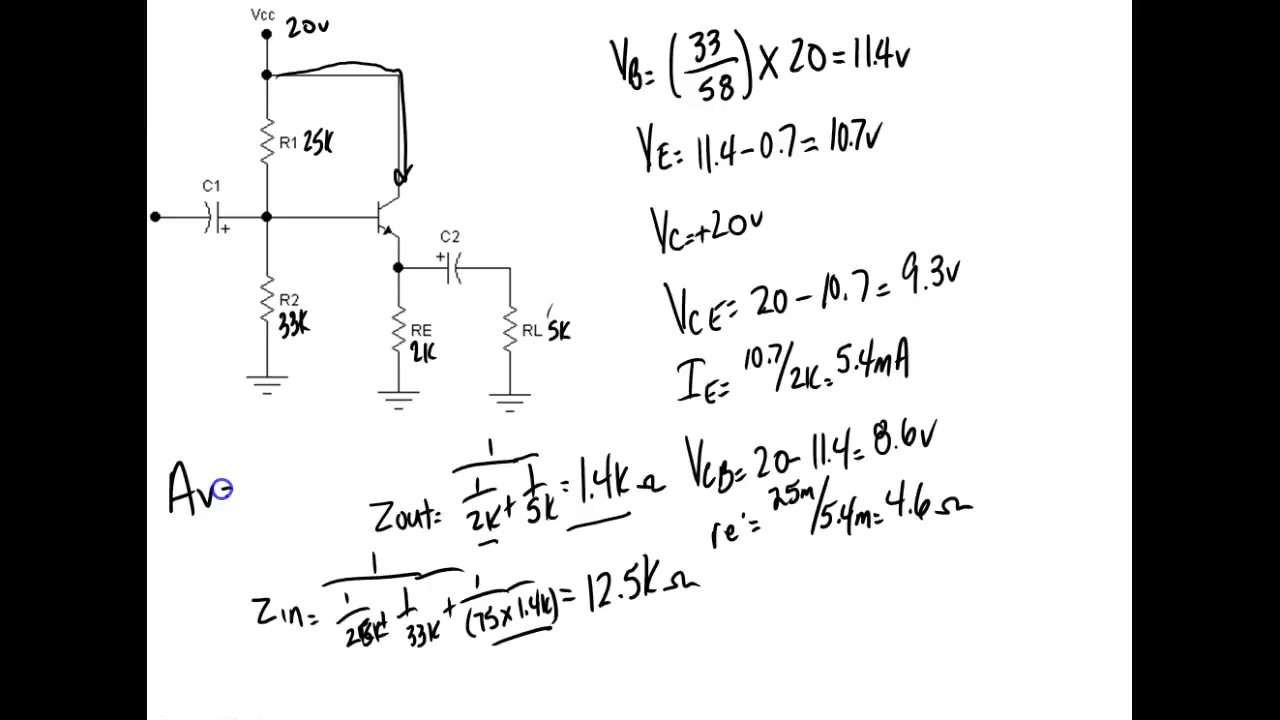 Vcc 20v
R1 25K
C1
+
C2
+
R2
33K
RE
2K
RL 5K
VB= (33/58) X 20 = 11.4v
VE= 11.4 - 0.7 = 10.7v
VC=+20v
VCE= 20 - 10.7 = 9.3v
IE= 10.7/2K = 5.4mA
VCB= 20 - 11.4 = 8.6v
re'= 25m/5.4m = 4.6 Ω
Av
Zout= 1/(1/2K + 1/5K) = 1.4K Ω
Zin= 1/(1/25K + 1/33K + 1/(75 x 1.4K)) = 12.5K Ω